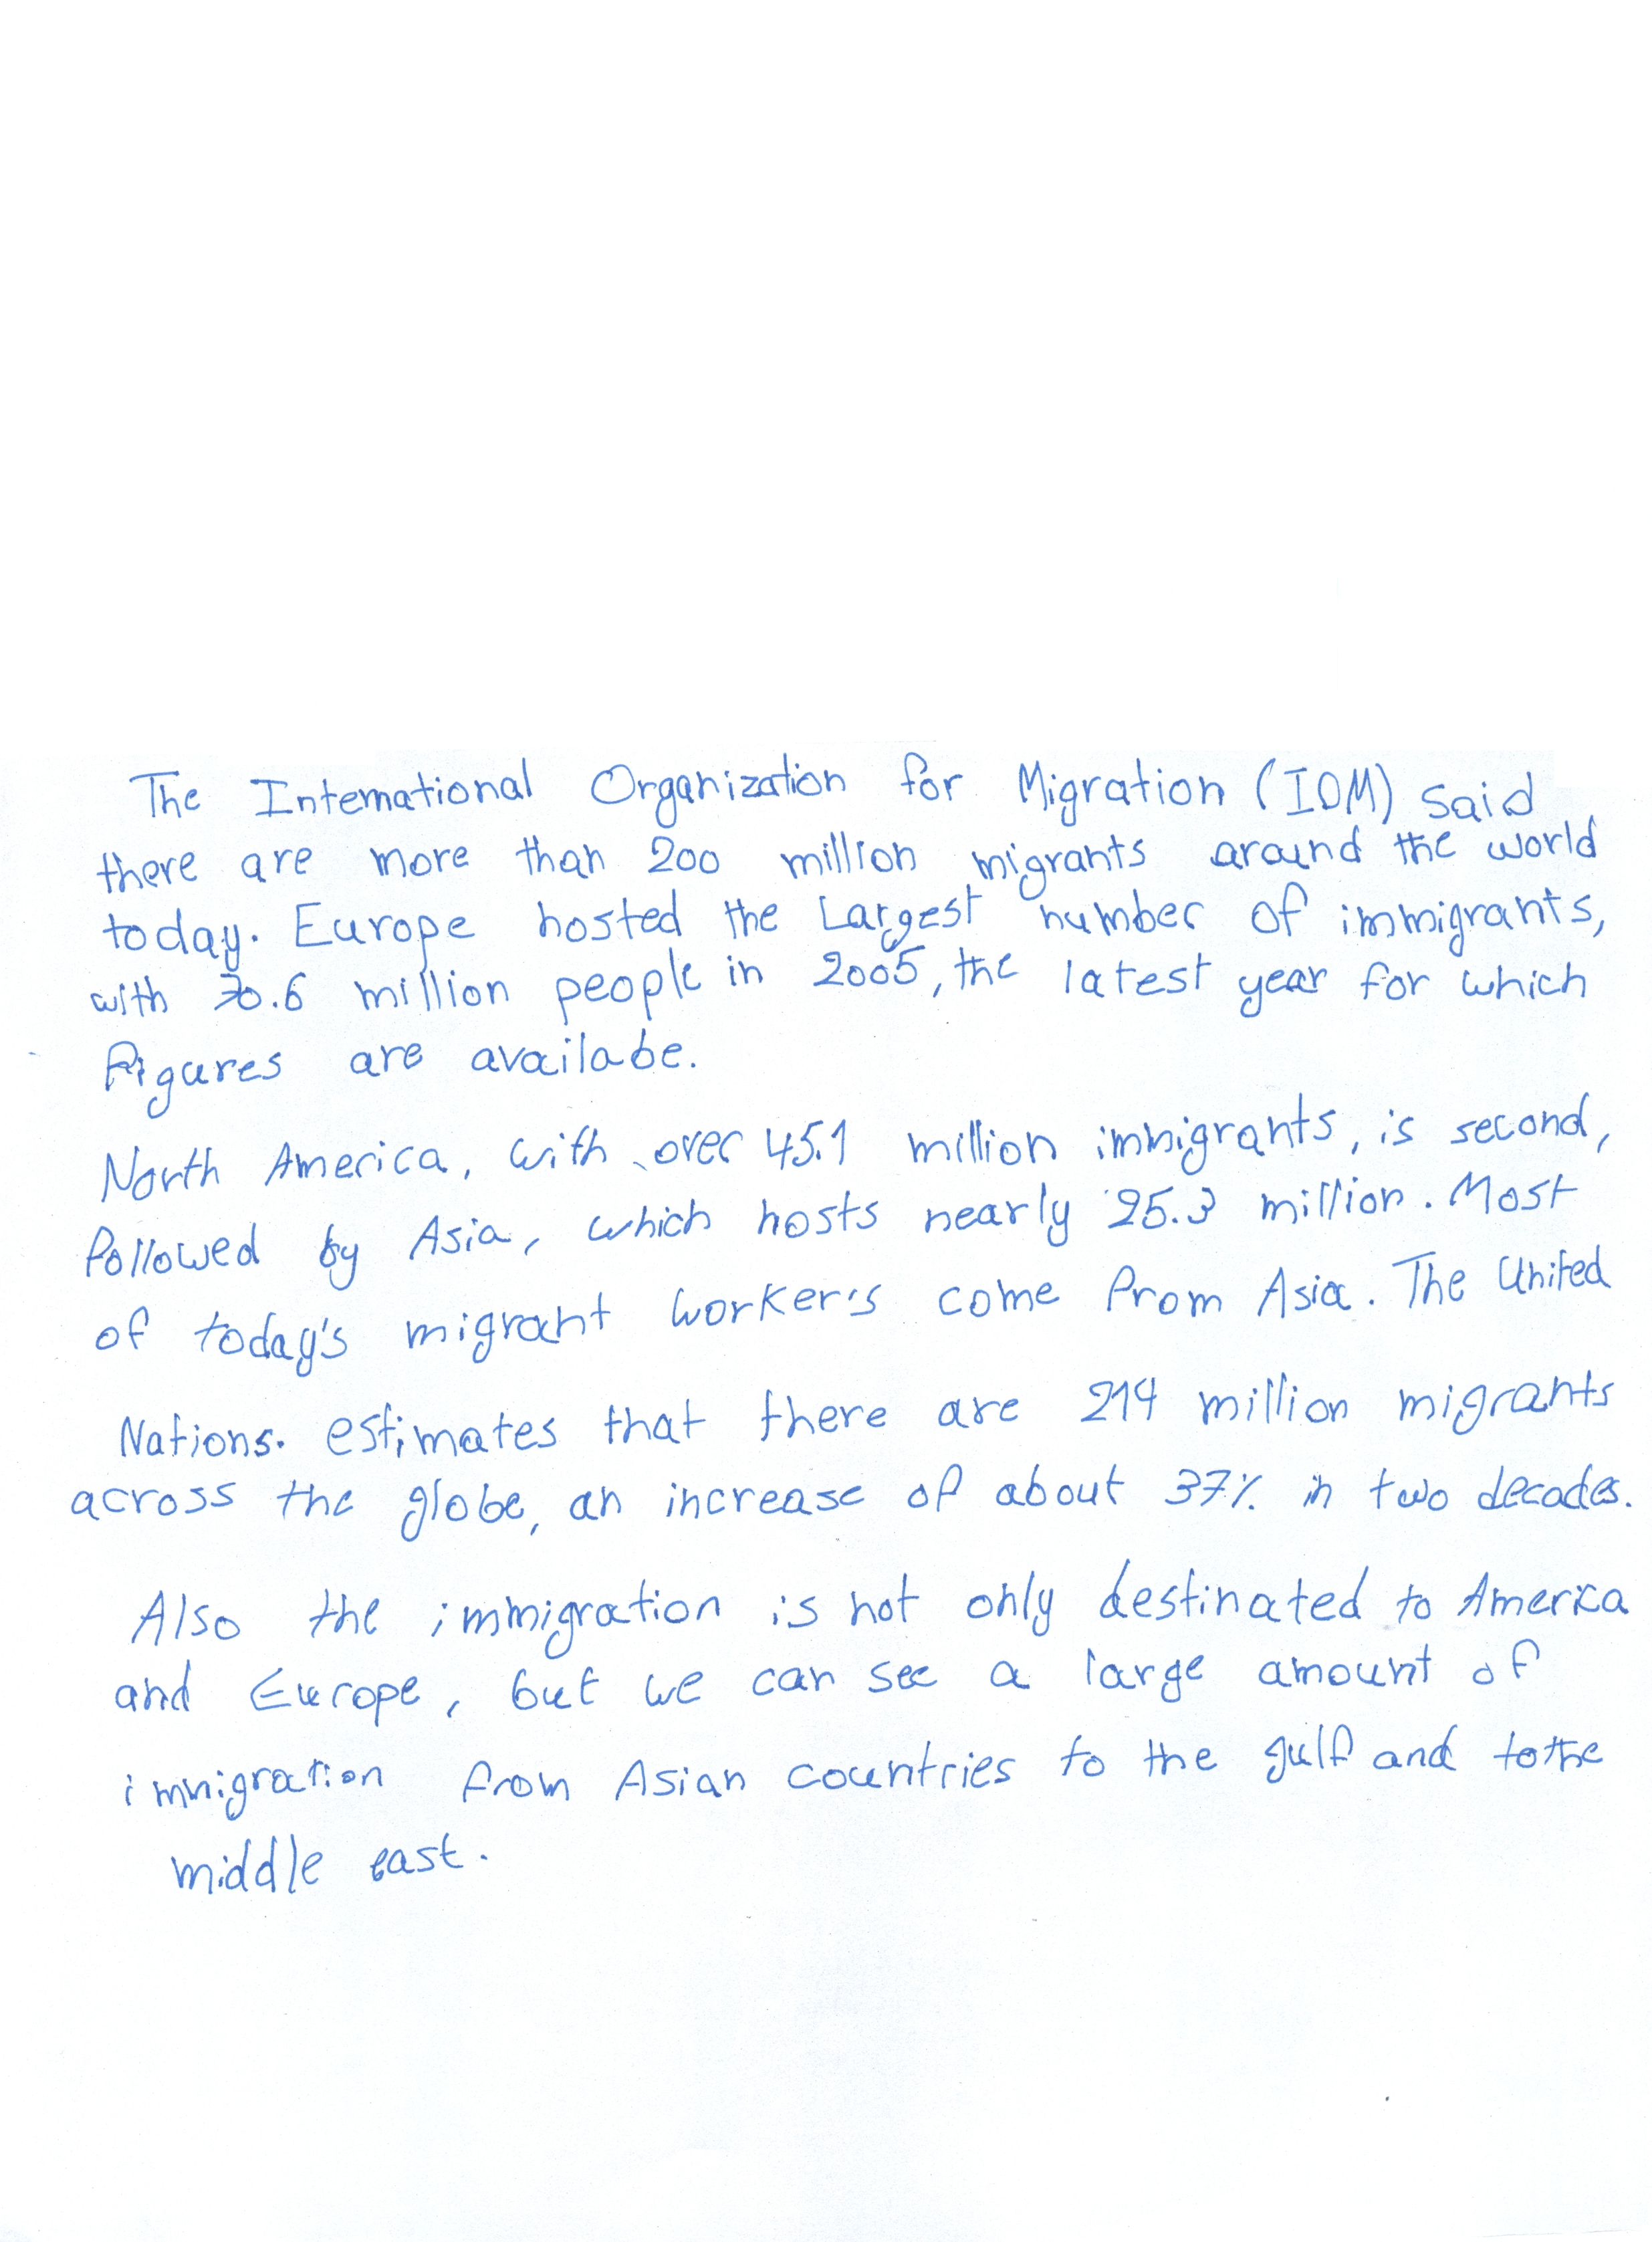 The International Organization for Migration (IOM) said
there are more than 200 million migrants around the world
today. Europe hosted the Largest number of immigrants,
with 70.6 million people in 2005, the latest year for which
figures are availabe.
North America, with over 45.1 million immigrants, is second,
followed by Asia, which hosts nearly 25.3 million. Most
of today's migrant worker's come from Asia. The United
Nations. estimates that there are 214 million migrants
across the globe, an increase of about 37% in two decades.
Also the immigration is not only destinated to America
and Europe, but we can see a large amount of
immigration from Asian countries to the gulf and to the
middle east.